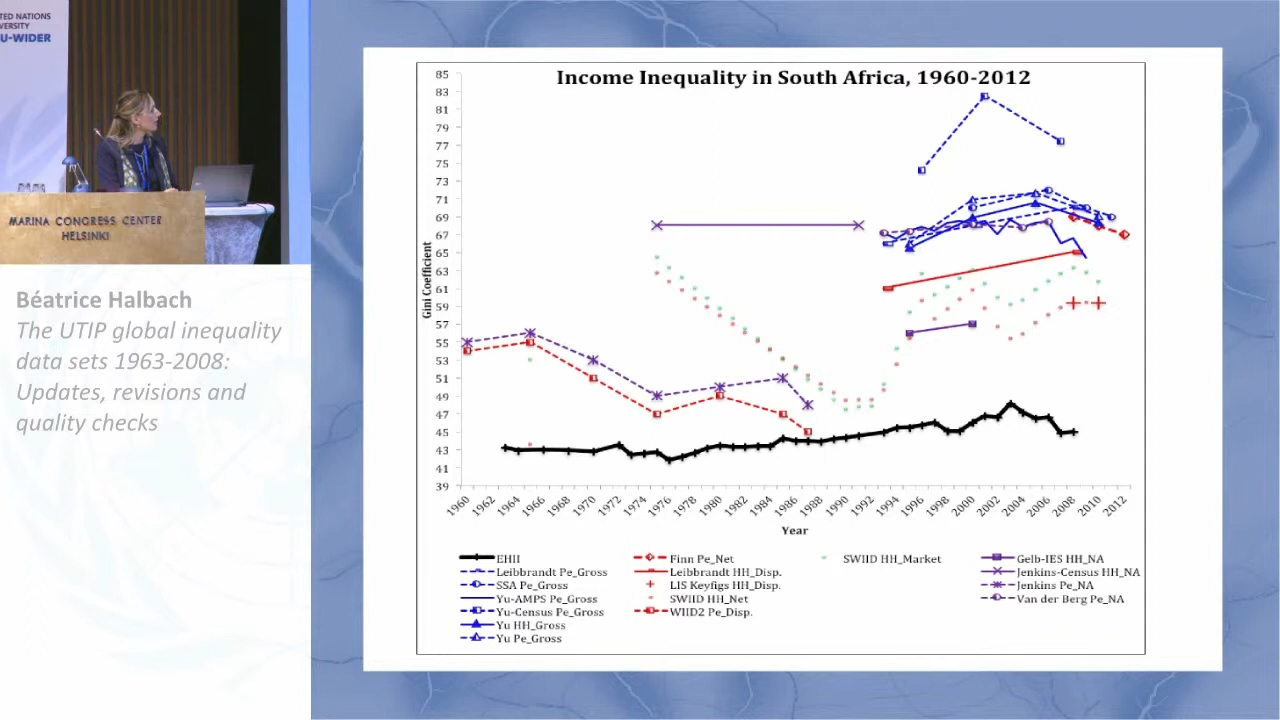 TED NATIONS
VERSITY
U-WIDER
MARINA CONGRESS CENTER
HELSINKI
Béatrice Halbach
The UTIP global inequality
data sets 1963-2008:
Updates, revisions and
quality checks
Income Inequality in South Africa, 1960-2012
Gini Coefficient
85
83
81
79
77
75
73
71
69
67
65
63
61
59
57
55
53
51
49
47
45
43
41
39
1960 1962 1964 1966 1968 1970 1972 1974 1976 1978 1980 1982 1984 1986 1988 1990 1992 1994 1996 1998 2000 2002 2004 2006 2008 2010 2012
Year
EHII Finn Pe_Net SWIID HH_Market Gelb-IES HH_NA
Leibbrandt Pe_Gross Leibbrandt HH_Disp. Jenkins-Census HH_NA
SSA Pe_Gross LIS Keyfigs HH_Disp. Jenkins Pe_NA
Yu-AMPS Pe_Gross SWIID HH_Net Van der Berg Pe_NA
Yu-Census Pe_Gross WIID2 Pe_Disp.
Yu HH_Gross
Yu Pe_Gross